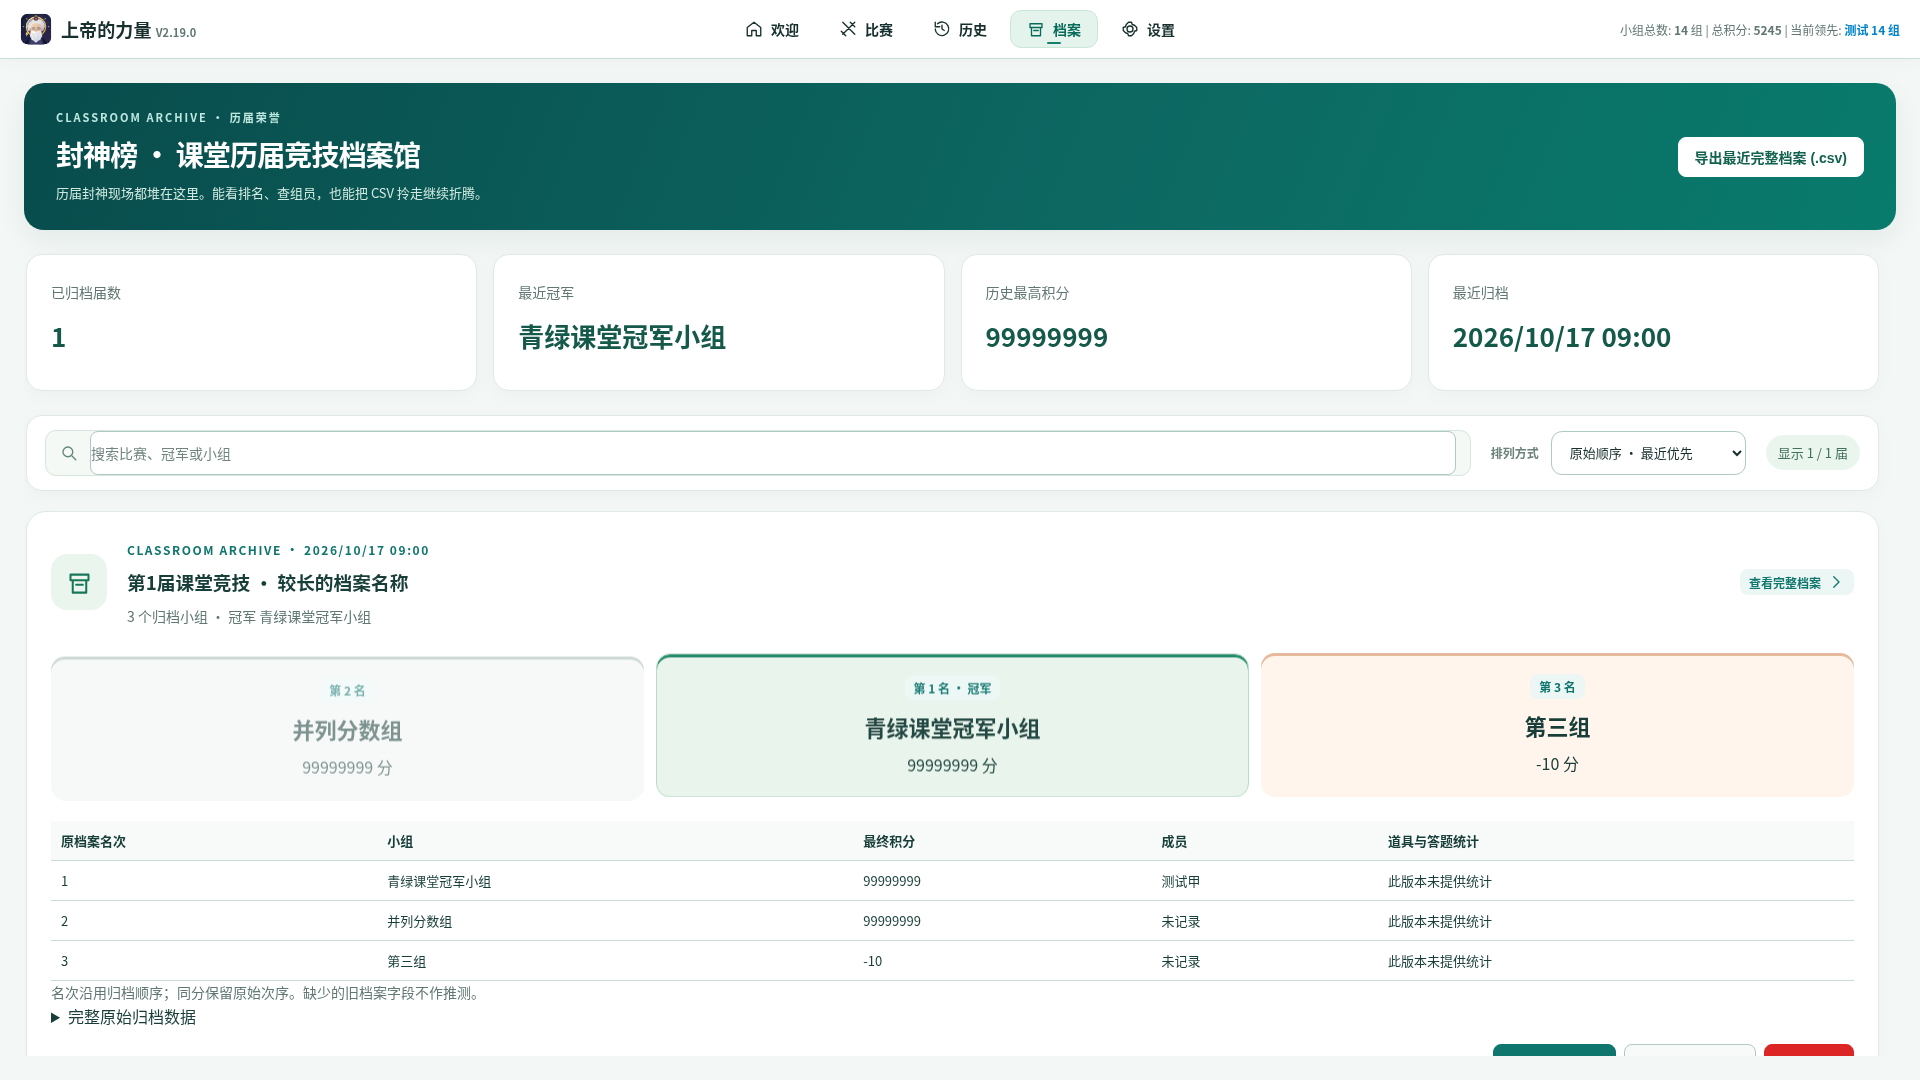 上帝的力量 V2.19.0
欢迎
比赛
历史
档案
设置
小组总数: 14 组 | 总积分: 5245 | 当前领先: 测试 14 组
CLASSROOM ARCHIVE · 历届荣誉
封神榜 · 课堂历届竞技档案馆
历届封神现场都堆在这里。能看排名、查组员，也能把 CSV 拎走继续折腾。
导出最近完整档案 (.csv)
已归档届数
1
最近冠军
青绿课堂冠军小组
历史最高积分
99999999
最近归档
2026/10/17 09:00
搜索比赛、冠军或小组
排列方式
原始顺序 · 最近优先
显示 1 / 1 届
CLASSROOM ARCHIVE · 2026/10/17 09:00
第1届课堂竞技 · 较长的档案名称
3 个归档小组 · 冠军 青绿课堂冠军小组
查看完整档案
第 2 名
并列分数组
99999999 分
第 1 名 · 冠军
青绿课堂冠军小组
99999999 分
第 3 名
第三组
-10 分
原档案名次 小组 最终积分 成员 道具与答题统计
1 青绿课堂冠军小组 99999999 测试甲 此版本未提供统计
2 并列分数组 99999999 未记录 此版本未提供统计
3 第三组 -10 未记录 此版本未提供统计
名次沿用归档顺序；同分保留原始次序。缺少的旧档案字段不作推测。
完整原始归档数据